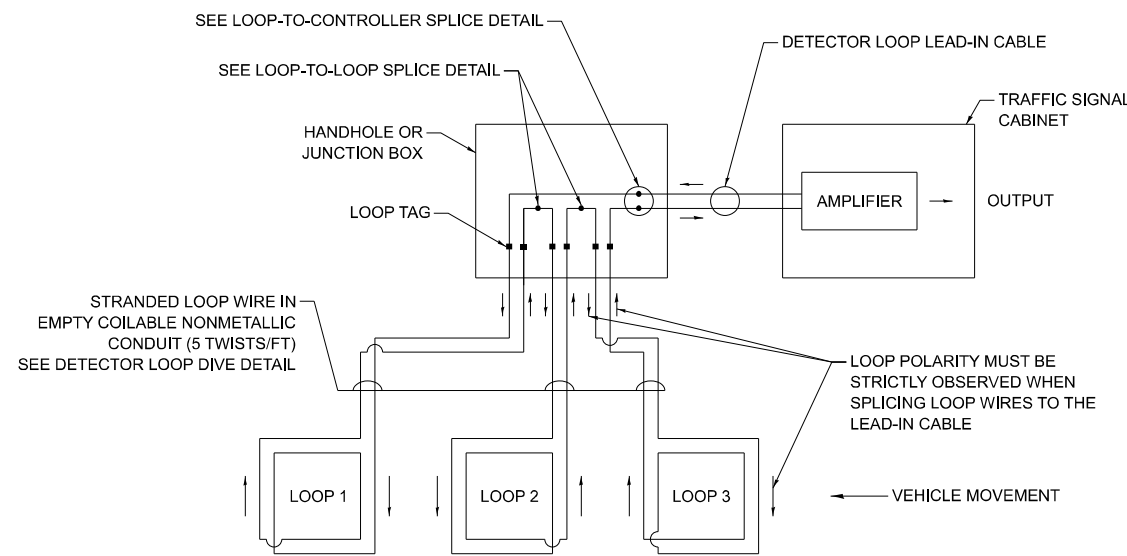 SEE LOOP-TO-CONTROLLER SPLICE DETAIL
DETECTOR LOOP LEAD-IN CABLE
SEE LOOP-TO-LOOP SPLICE DETAIL
TRAFFIC SIGNAL
CABINET
HANDHOLE OR
JUNCTION BOX
AMPLIFIER
OUTPUT
LOOP TAG
STRANDED LOOP WIRE IN
EMPTY COILABLE NONMETALLIC
CONDUIT (5 TWISTS/FT)
SEE DETECTOR LOOP DIVE DETAIL
LOOP POLARITY MUST BE
STRICTLY OBSERVED WHEN
SPLICING LOOP WIRES TO THE
LEAD-IN CABLE
LOOP 1
LOOP 2
LOOP 3
VEHICLE MOVEMENT